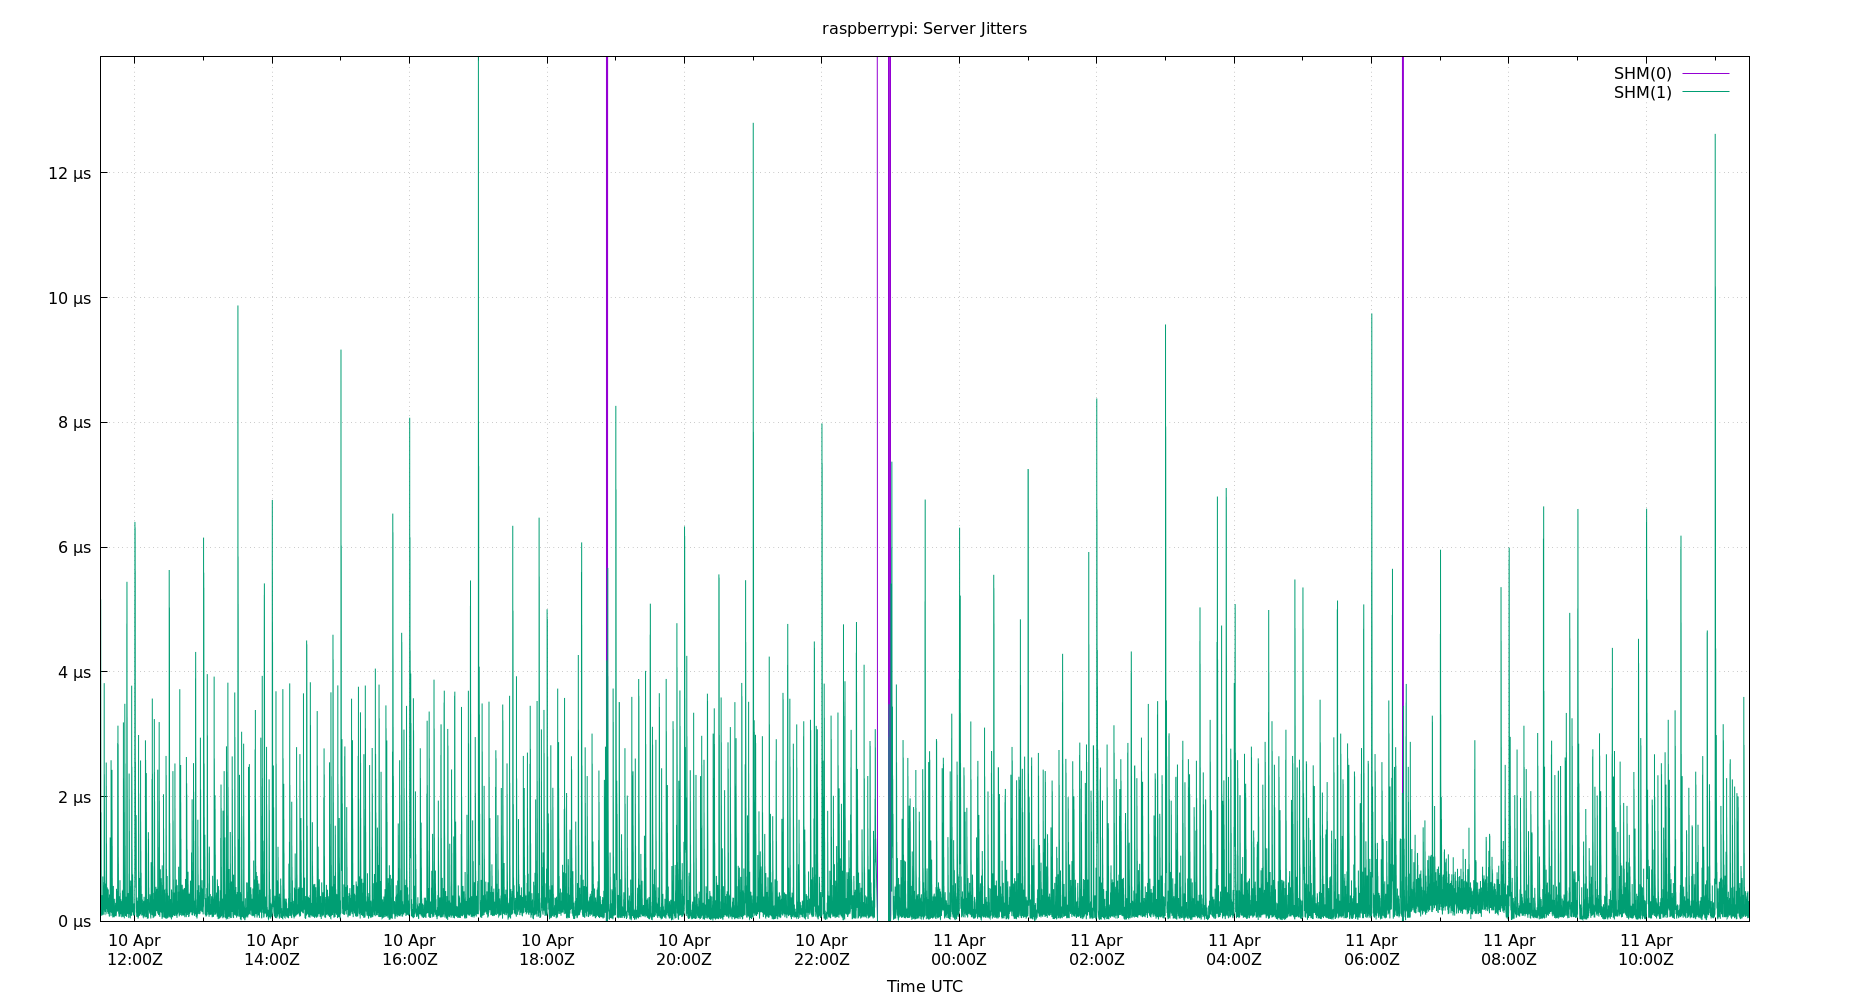 raspberrypi: Server Jitters
SHM(0)
SHM(1)
12 µs
10 µs
8 µs
6 µs
4 µs
2 µs
0 µs
10 Apr 10 Apr 10 Apr 10 Apr 10 Apr 10 Apr 11 Apr 11 Apr 11 Apr 11 Apr 11 Apr 11 Apr
12:00Z 14:00Z 16:00Z 18:00Z 20:00Z 22:00Z 00:00Z 02:00Z 04:00Z 06:00Z 08:00Z 10:00Z
Time UTC